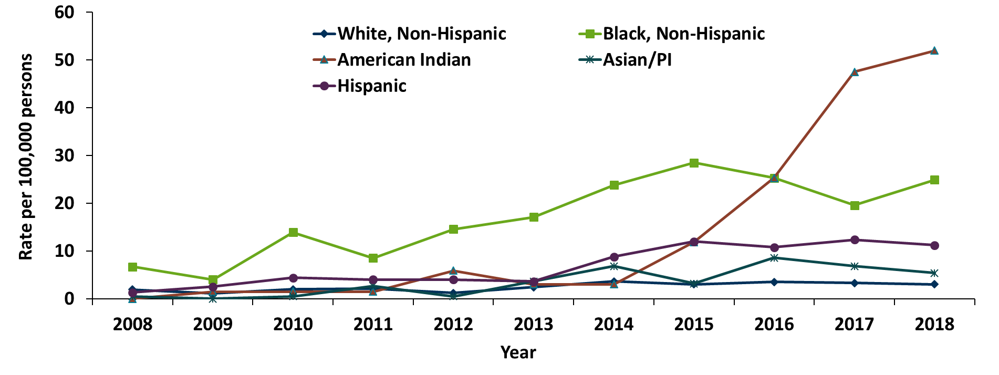 60
50
40
30
20
10
0
Rate per 100,000 persons
White, Non-Hispanic
Black, Non-Hispanic
American Indian
Asian/PI
Hispanic
2008 2009 2010 2011 2012 2013 2014 2015 2016 2017 2018
Year